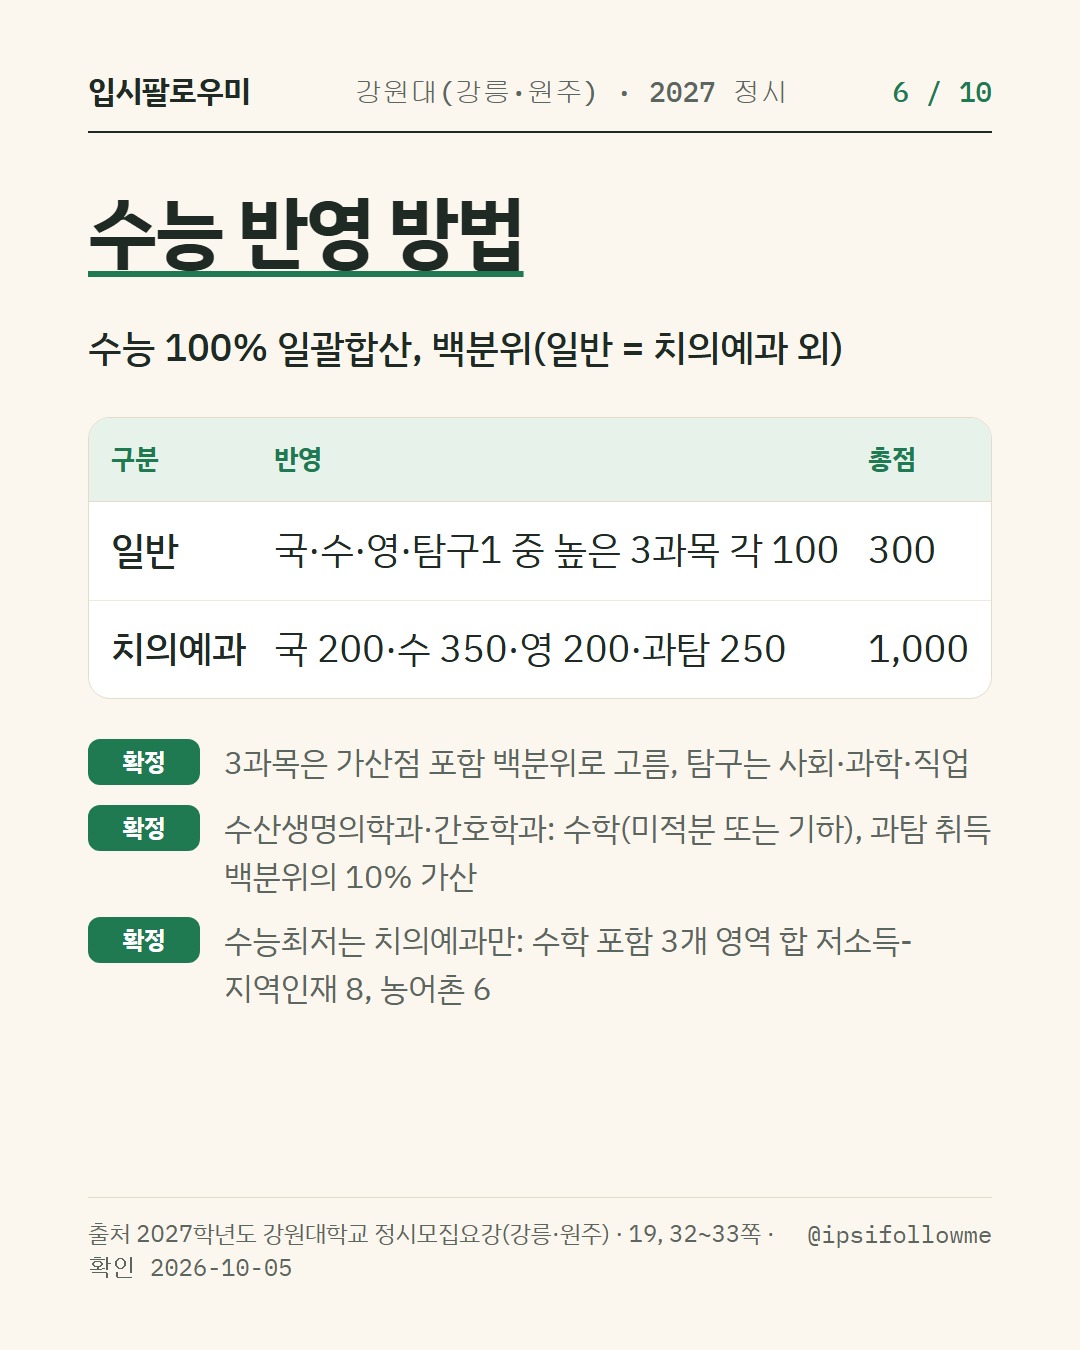 입시팔로우미 강원대(강릉·원주) · 2027 정시 6 / 10
수능 반영 방법
수능 100% 일괄합산, 백분위(일반 = 치의예과 외)
구분 반영 총점
일반 국·수·영·탐구1 중 높은 3과목 각 100 300
치의예과 국 200·수 350·영 200·과탐 250 1,000
확정 3과목은 가산점 포함 백분위로 고름, 탐구는 사회·과학·직업
확정 수산생명의학과·간호학과: 수학(미적분 또는 기하), 과탐 취득
백분위의 10% 가산
확정 수능최저는 치의예과만: 수학 포함 3개 영역 합 저소득-
지역인재 8, 농어촌 6
출처 2027학년도 강원대학교 정시모집요강(강릉·원주) · 19, 32~33쪽 · @ipsifollowme
확인 2026-10-05